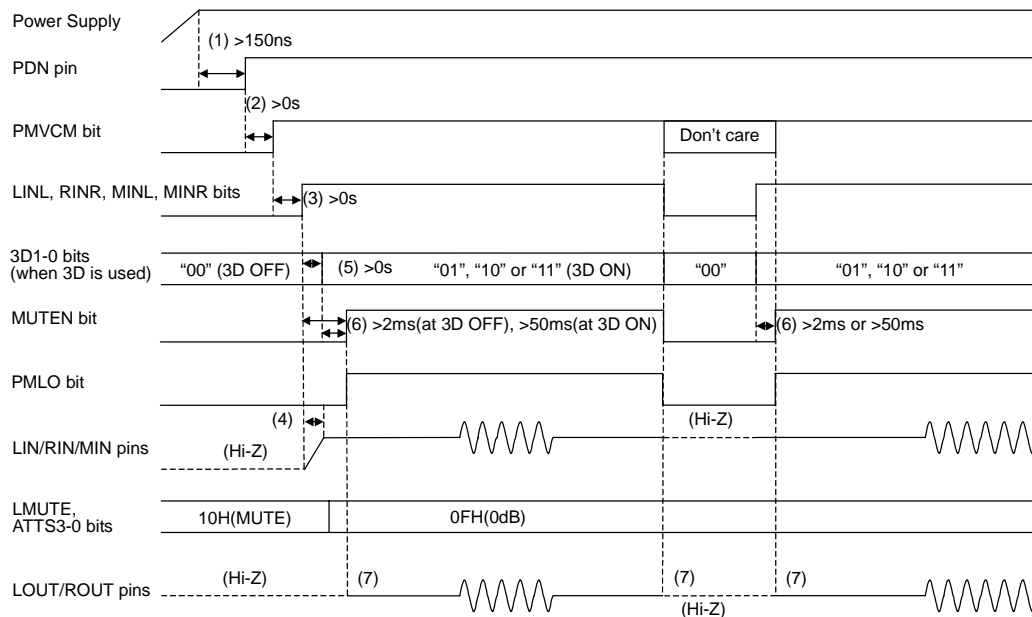 Power Supply
(1) >150ns
PDN pin
(2) >0s
PMVCM bit
Don't care
LINL, RINR, MINL, MINR bits
(3) >0s
3D1-0 bits
(when 3D is used)
“00” (3D OFF)
(5) >0s
“01”, “10” or “11” (3D ON)
“00”
“01”, “10” or “11”
MUTEN bit
(6) >2ms(at 3D OFF), >50ms(at 3D ON)
(6) >2ms or >50ms
PMLO bit
(4)
(Hi-Z)
LIN/RIN/MIN pins
(Hi-Z)
LMUTE,
ATTS3-0 bits
10H(MUTE)
0FH(0dB)
LOUT/ROUT pins
(Hi-Z)
(7)
(7)
(Hi-Z)
(7)